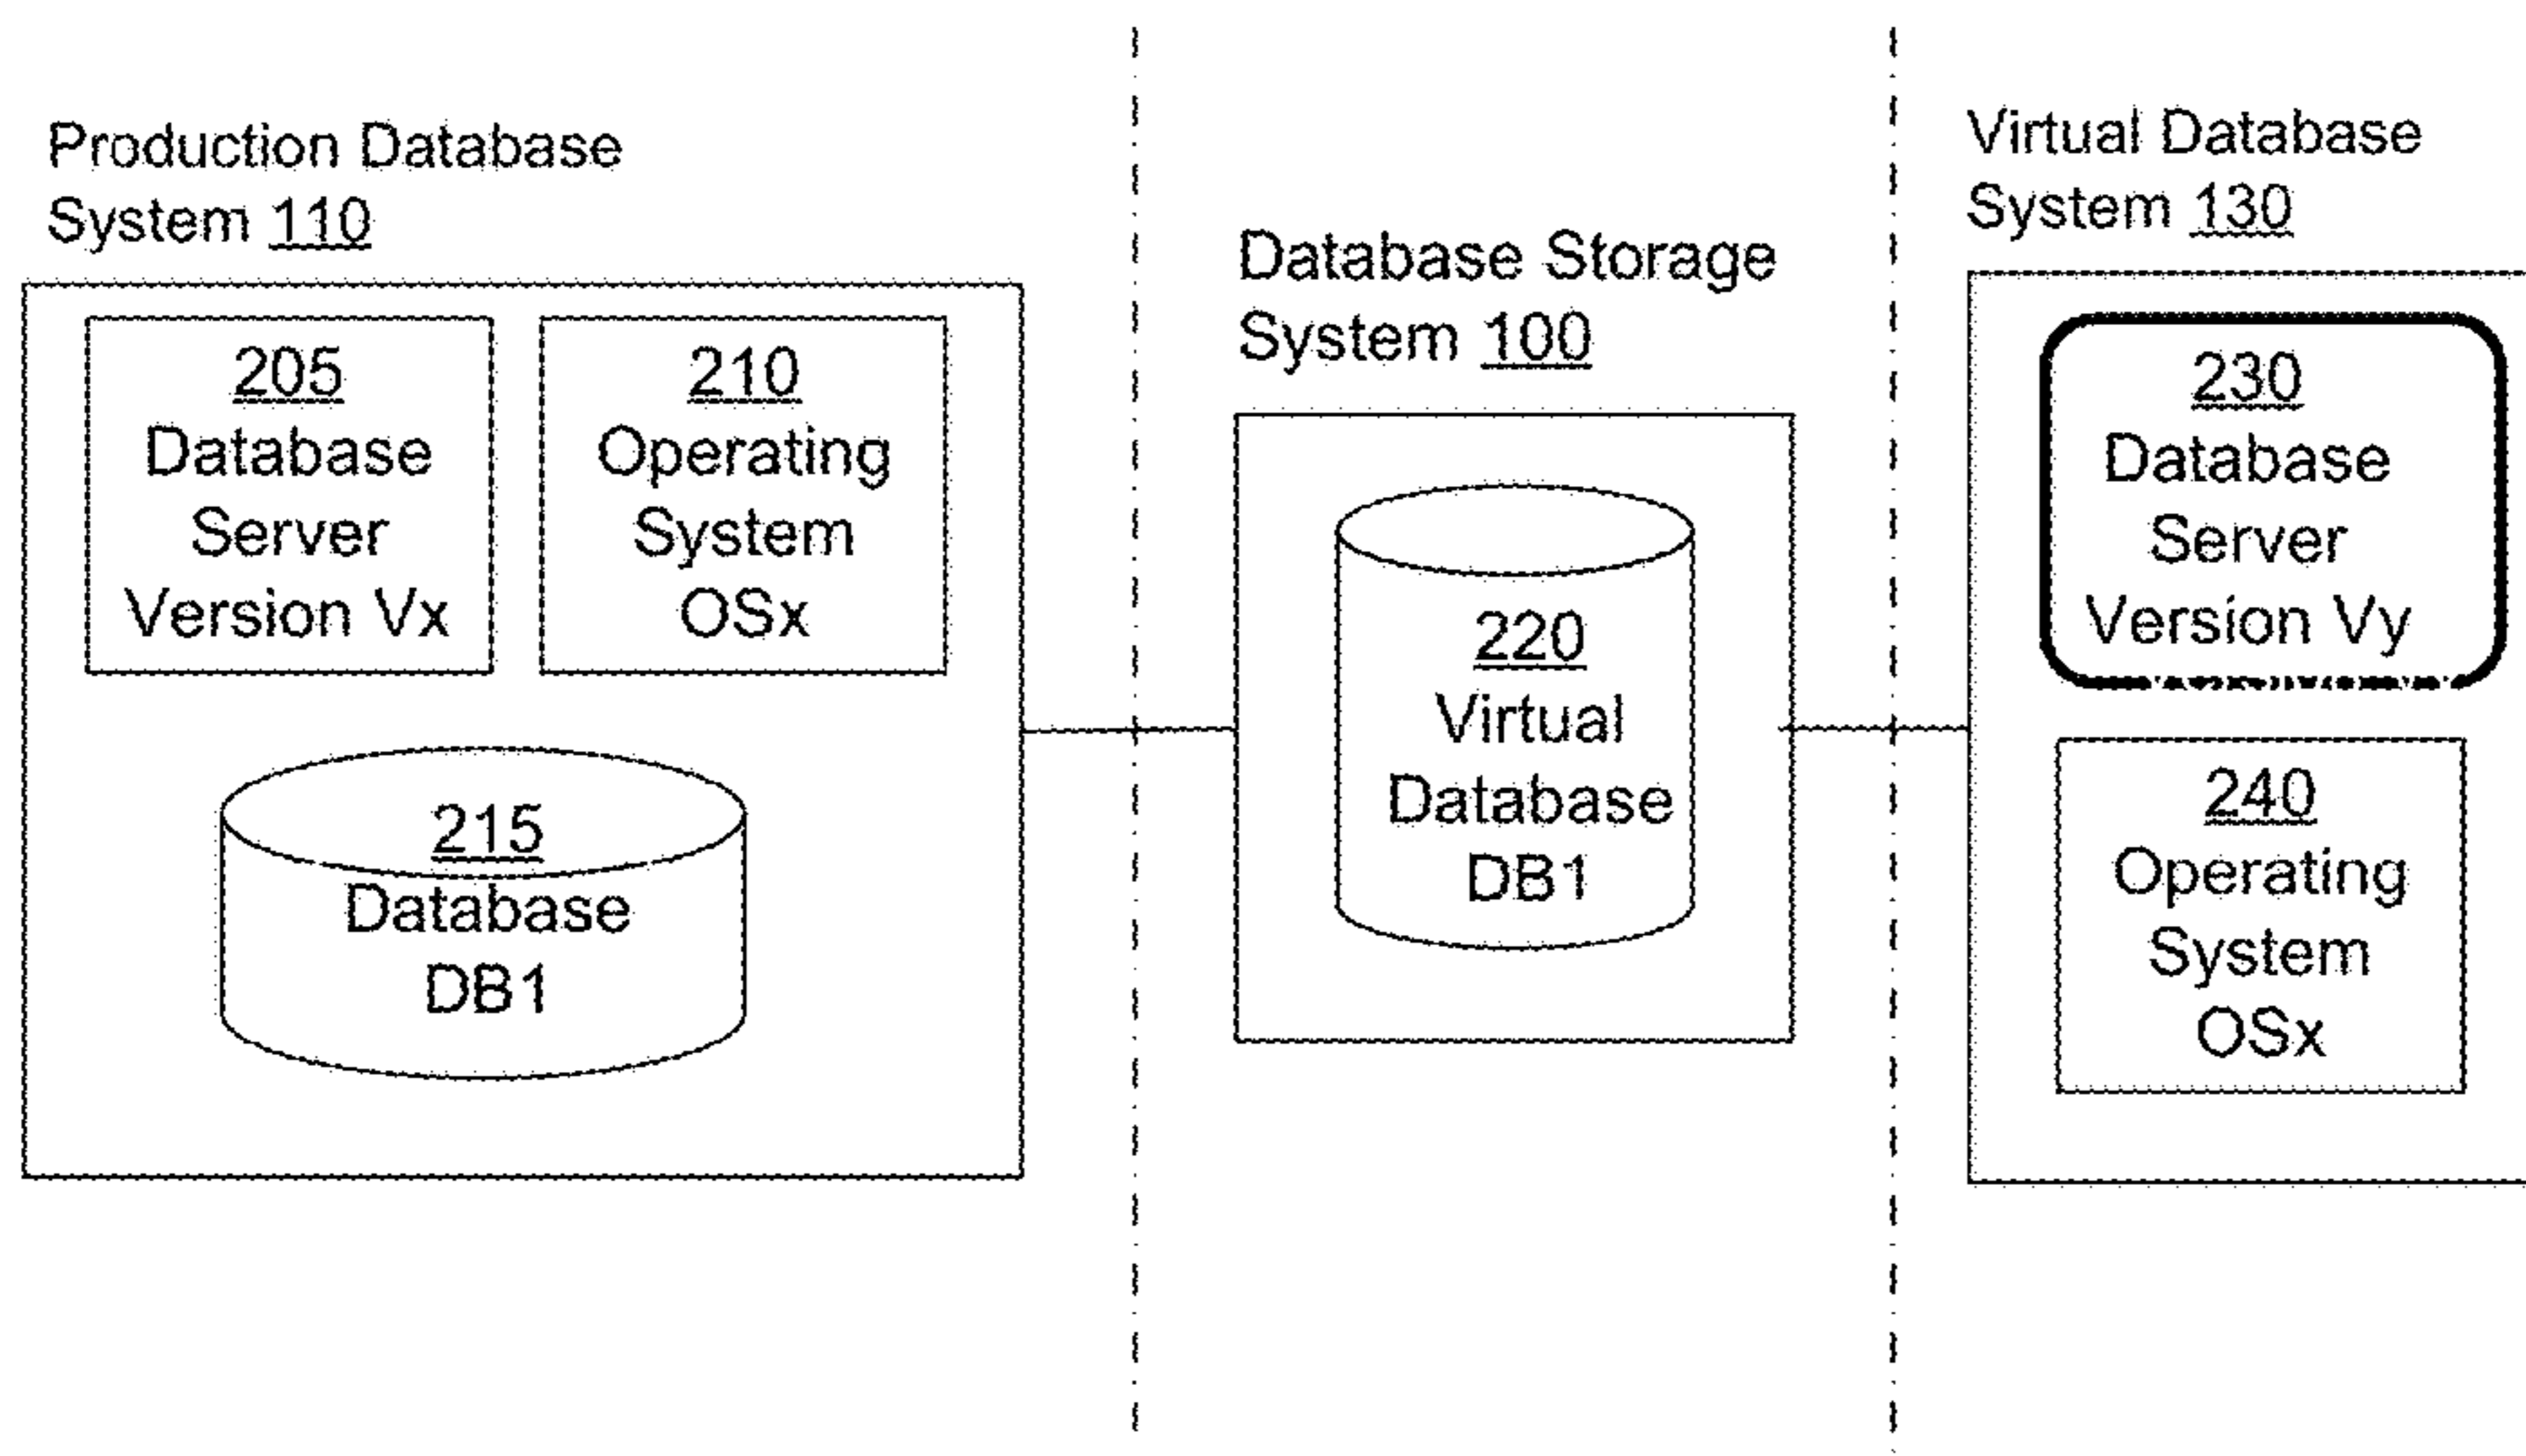 Production Database
System 110
205
Database
Server
Version Vx
210
Operating
System
OSx
215
Database
DB1
Database Storage
System 100
220
Virtual
Database
DB1
Virtual Database
System 130
230
Database
Server
Version Vy
240
Operating
System
OSx